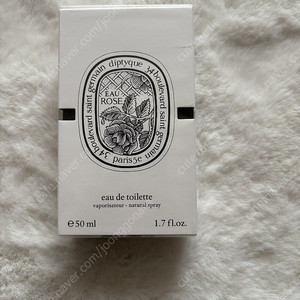 34 boulevard saint germain diptyque 34 boulevard saint germain paris 5e
EAU
ROSE
eau de toilette
vaporisateur - natural spray
e 50 ml 1.7 fl.oz.